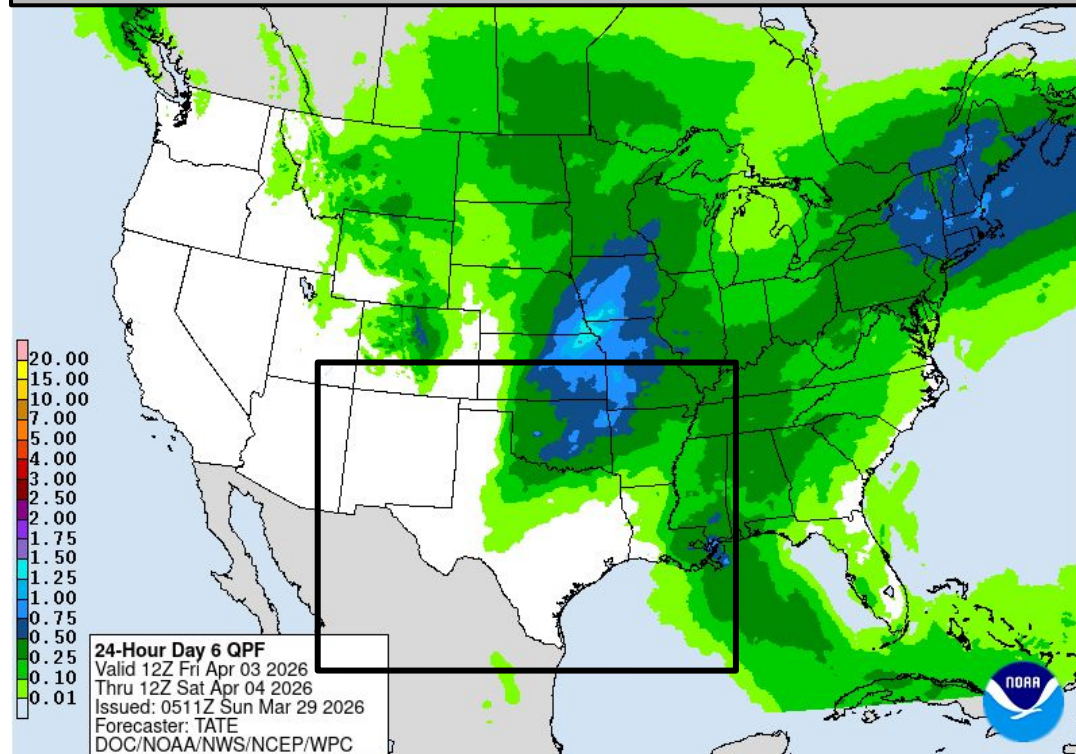 20.00
15.00
10.00
7.00
5.00
4.00
3.00
2.50
2.00
1.75
1.50
1.25
1.00
0.75
0.50
0.25
0.10
0.01
24-Hour Day 6 QPF
Valid 12Z Fri Apr 03 2026
Thru 12Z Sat Apr 04 2026
Issued: 0511Z Sun Mar 29 2026
Forecaster: TATE
DOC/NOAA/NWS/NCEP/WPC
NOAA